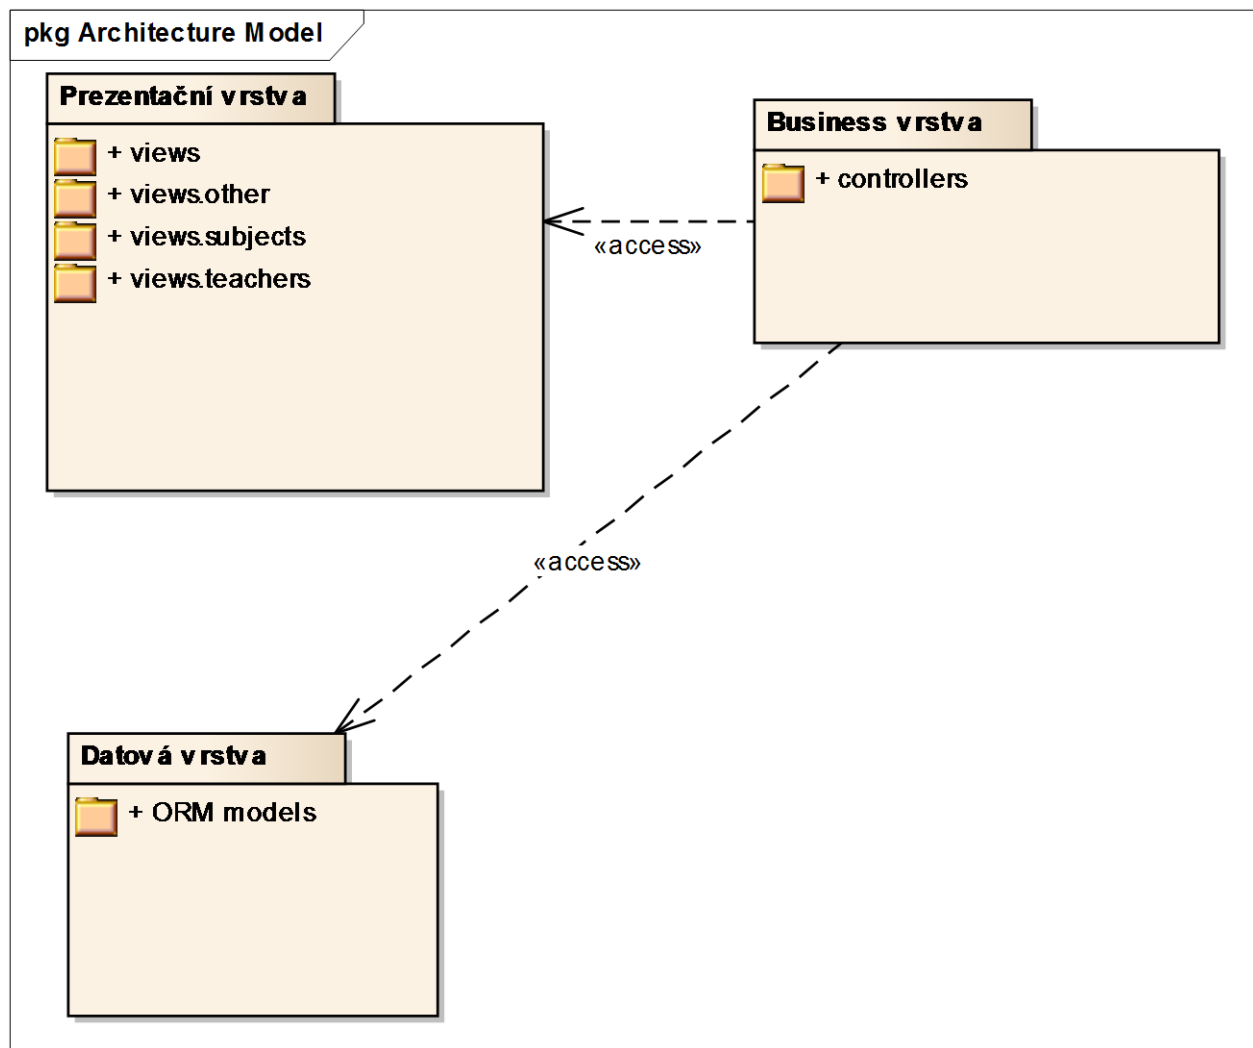 pkg Architecture Model
Prezentační vrstva
+ views
+ views.other
+ views.subjects
+ views.teachers
Business vrstva
+ controllers
«access»
«access»
Datová vrstva
+ ORM models